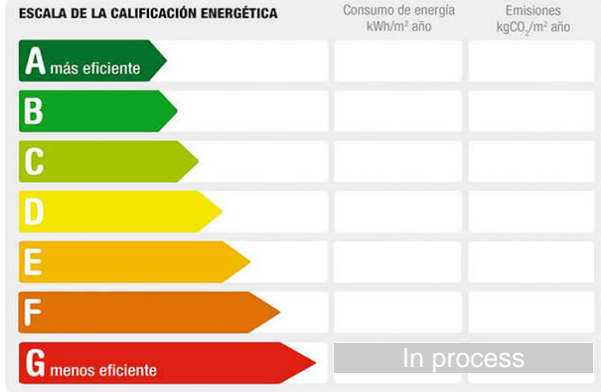 ESCALA DE LA CALIFICACIÓN ENERGÉTICA
Consumo de energía
kWh/m² año
Emisiones
kgCO₂/m² año
A más eficiente
B
C
D
E
F
G menos eficiente
In process